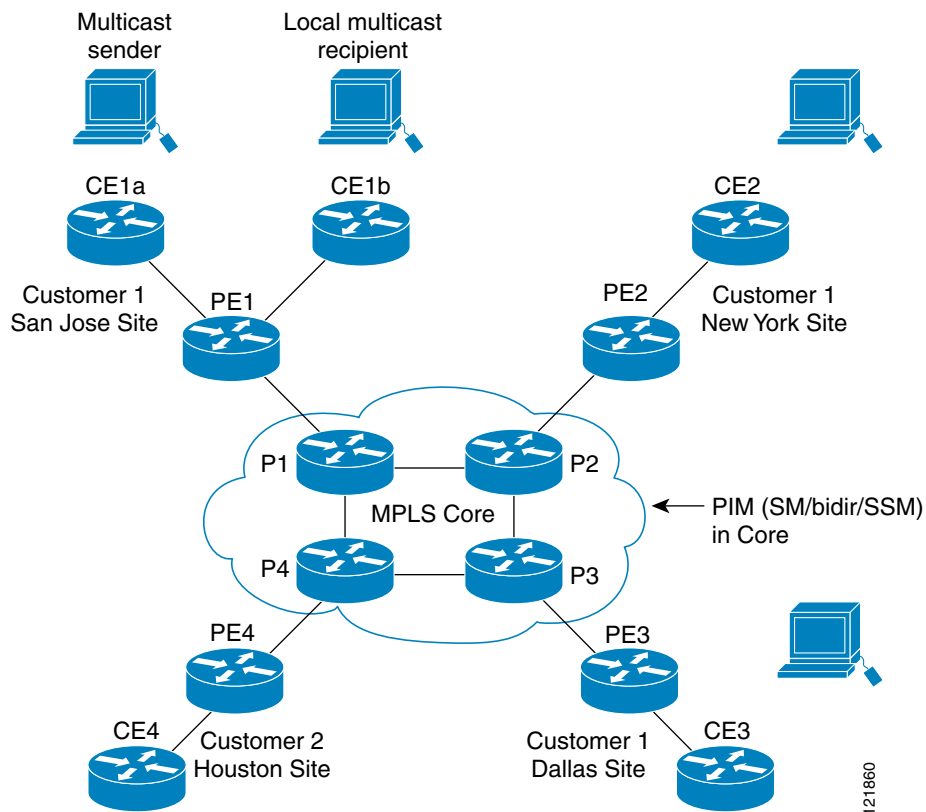 Multicast
sender
Local multicast
recipient
CE1a
CE1b
CE2
Customer 1
San Jose Site
PE1
PE2
Customer 1
New York Site
P1
P2
MPLS Core
PIM (SM/bidir/SSM)
in Core
P4
P3
PE4
PE3
CE4
Customer 2
Houston Site
Customer 1
Dallas Site
CE3
121860